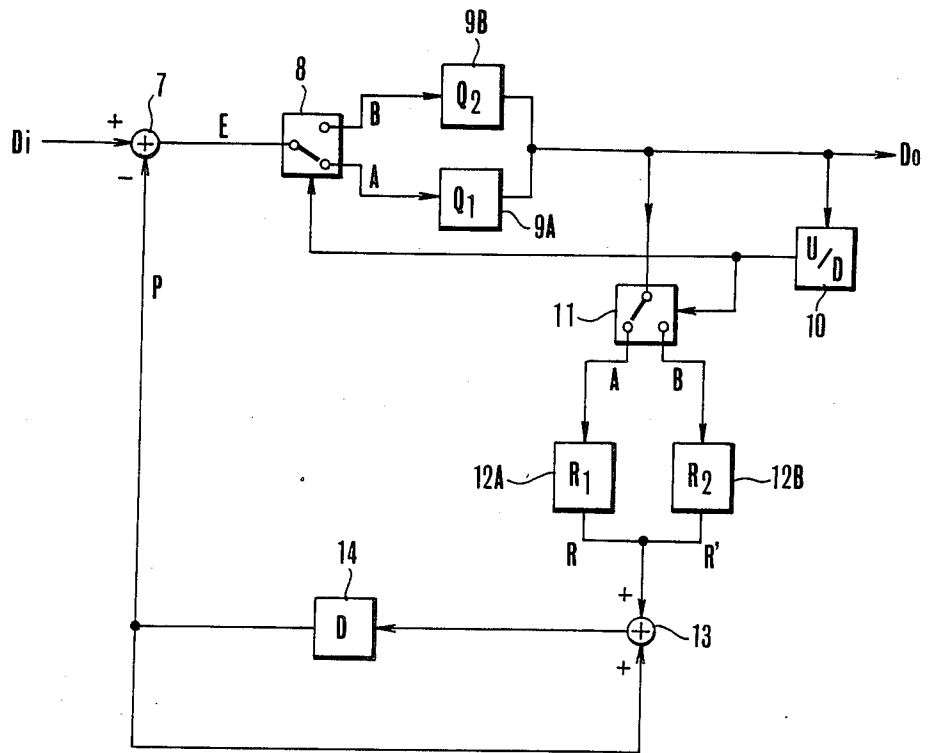 9B
7
8
Q2
+
E
B
Di
+
Do
−
A
Q1
9A
U/D
P
10
11
A
B
12A
R1
R2
12B
R
R'
14
+
D
+
13
+